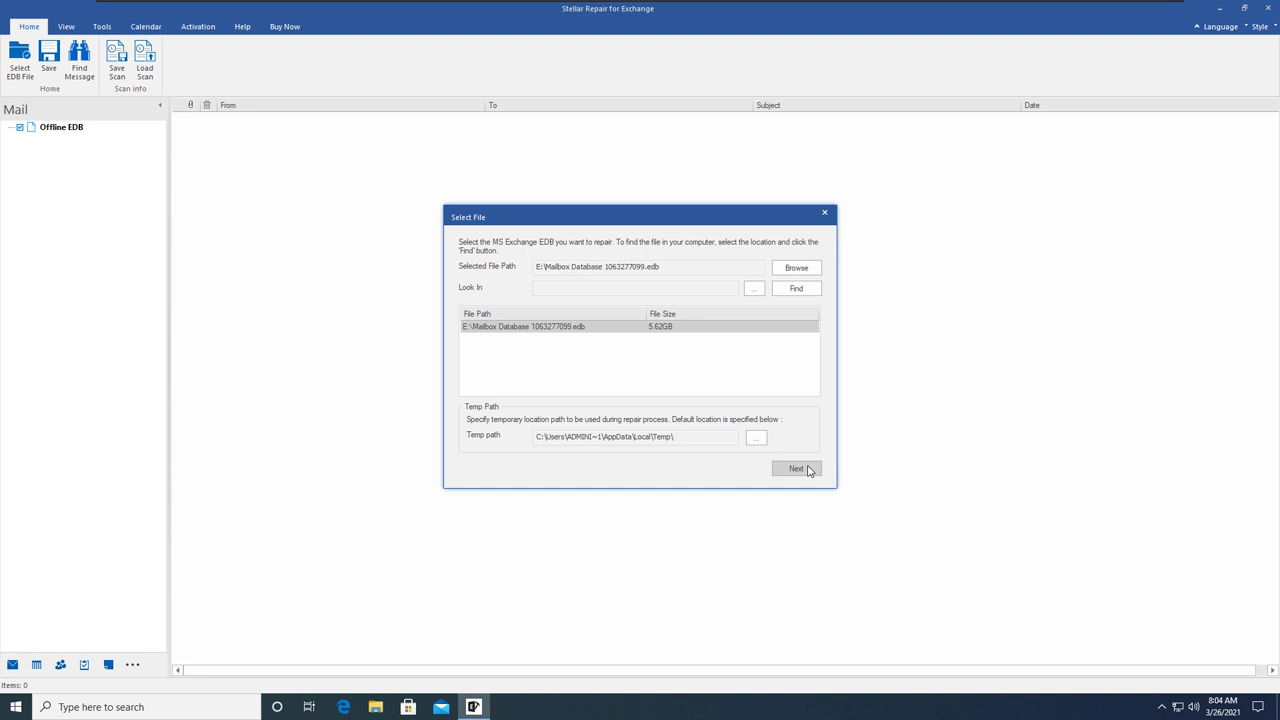 Stellar Repair for Exchange
Home View Tools Calendar Activation Help Buy Now Language Style
Select EDB File
Save
Find Message
Save Scan
Load Scan
Home Scan info
Mail
From To Subject Date
Offline EDB
Select File
Select the MS Exchange EDB you want to repair. To find the file in your computer, select the location and click the
'Find' button.
Selected File Path E:\Mailbox Database 1063277099.edb Browse
Look In ... Find
File Path File Size
E:\Mailbox Database 1063277099.edb 5.62GB
Temp Path
Specify temporary location path to be used during repair process. Default location is specified below :
Temp path C:\Users\ADMINI~1\AppData\Local\Temp\ ...
Next
Items: 0
Type here to search
8:04 AM
3/26/2021